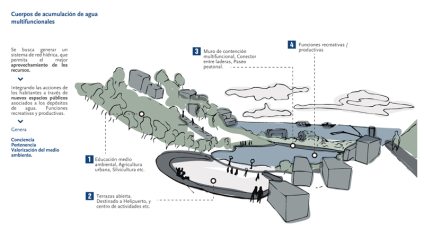 Cuerpos de acumulación de agua
multifuncionales
Se busca generar un
sistema de red hídrica, que
permita el mejor
aprovechamiento de los
recursos.
Integrando las acciones de
los habitantes a través de
nuevos espacios públicos
asociados a los depósitos
de agua. Funciones
recreativas y productivas.
Genera
Conciencia
Pertenencia
Valorización del medio
ambiente.
3 Muro de contención
multifuncional, Conector
entre laderas, Paseo
peatonal.
4 Funciones recreativas /
productivas
1 Educación medio
ambiental, Agricultura
urbana, Silvicultura etc.
2 Terrazas abierta,
Destinado a Helipuerto, y
centro de actividades etc.